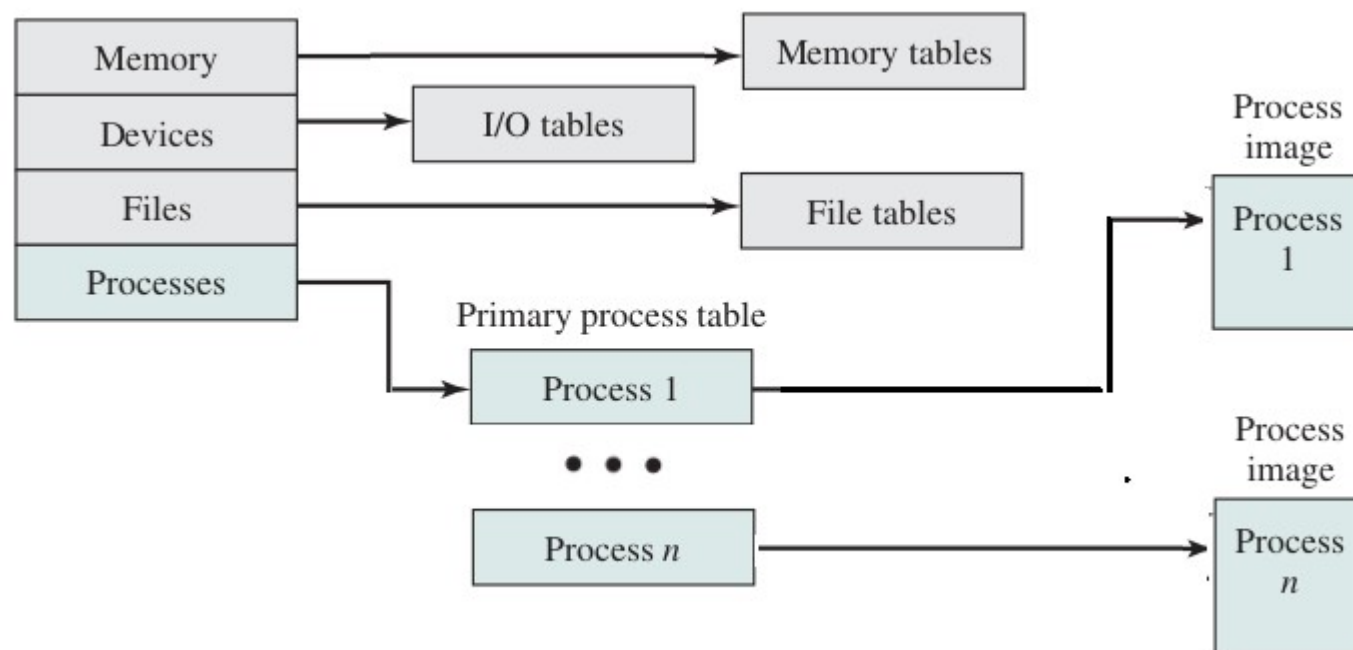 Memory
Memory tables
Devices
I/O tables
Files
File tables
Processes
Primary process table
Process 1
• • •
Process n
Process
image
Process
1
Process
image
Process
n